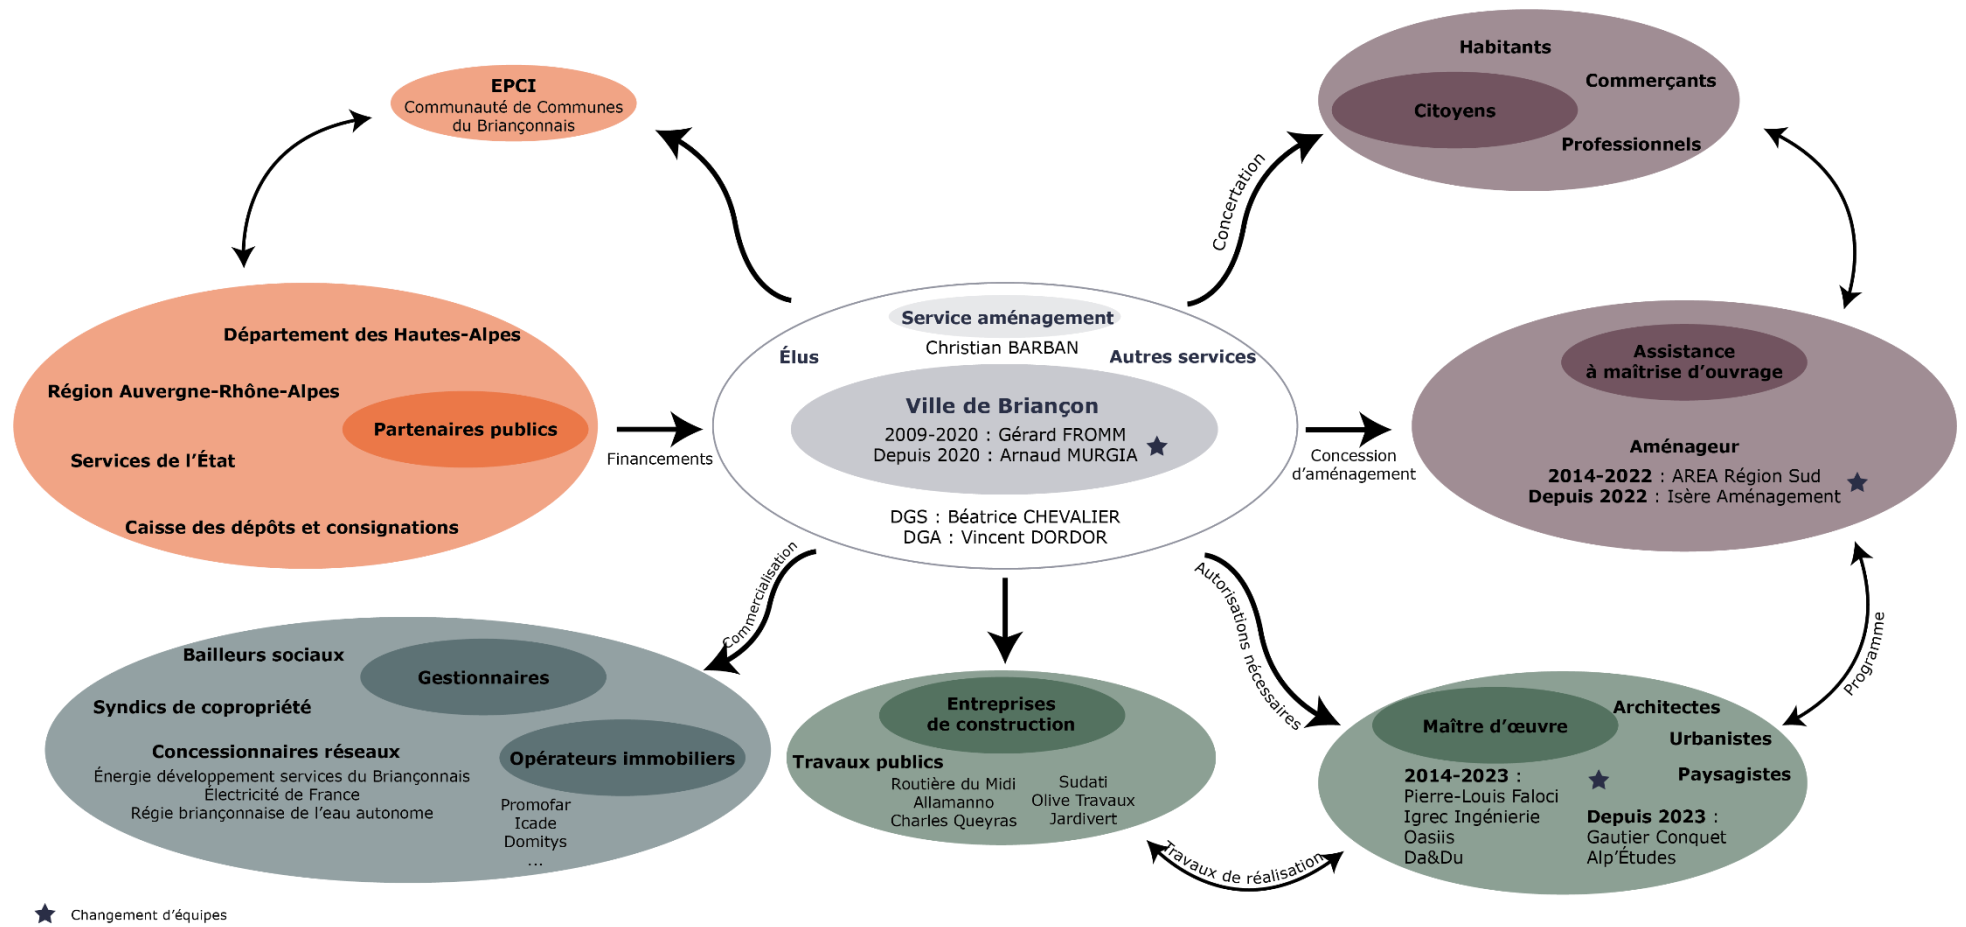 EPCI
Communauté de Communes
du Briançonnais
Habitants
Commerçants
Citoyens
Professionnels
Concertation
Département des Hautes-Alpes
Région Auvergne-Rhône-Alpes
Partenaires publics
Services de l’État
Caisse des dépôts et consignations
Financements
Service aménagement
Christian BARBAN
Élus
Autres services
Ville de Briançon
2009-2020 : Gérard FROMM
Depuis 2020 : Arnaud MURGIA
DGS : Béatrice CHEVALIER
DGA : Vincent DORDOR
Concession
d’aménagement
Assistance
à maîtrise d’ouvrage
Aménageur
2014-2022 : AREA Région Sud
Depuis 2022 : Isère Aménagement
Commercialisation
Autorisations nécessaires
Programme
Bailleurs sociaux
Gestionnaires
Syndics de copropriété
Concessionnaires réseaux
Énergie développement services du Briançonnais
Électricité de France
Régie briançonnaise de l’eau autonome
Opérateurs immobiliers
Promofar
Icade
Domitys
...
Entreprises
de construction
Travaux publics
Routière du Midi
Allamanno
Charles Queyras
Sudati
Olive Travaux
Jardivert
Travaux de réalisation
Maître d’œuvre
Architectes
Urbanistes
Paysagistes
2014-2023 :
Pierre-Louis Faloci
Igrec Ingénierie
Oasiis
Da&Du
Depuis 2023 :
Gautier Conquet
Alp’Études
Changement d’équipes